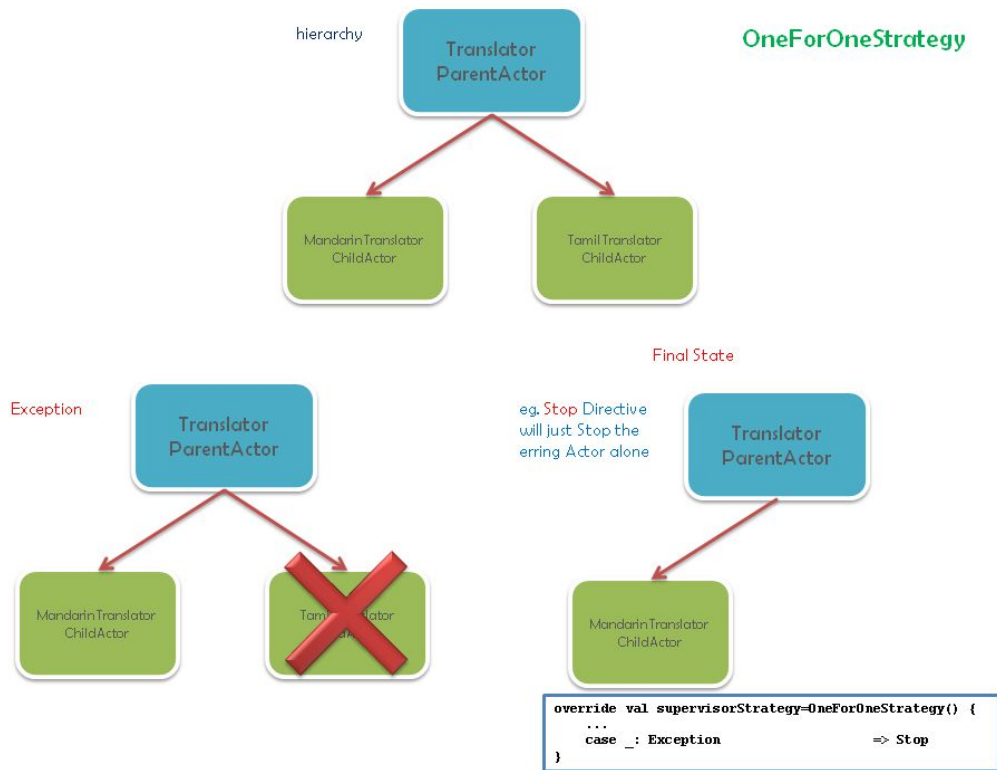 hierarchy
Translator
ParentActor
OneForOneStrategy
MandarinTranslator
ChildActor
TamilTranslator
ChildActor
Exception
Translator
ParentActor
MandarinTranslator
ChildActor
Final State
eg. Stop Directive
will just Stop the
erring Actor alone
Translator
ParentActor
MandarinTranslator
ChildActor
override val supervisorStrategy=OneForOneStrategy() {
...
case _: Exception => Stop
}